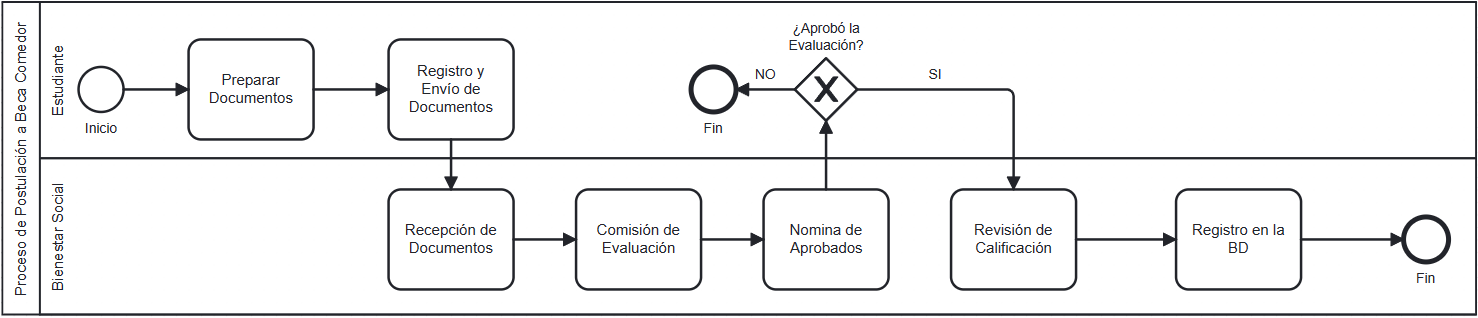 Proceso de Postulación a Beca Comedor
Estudiante
Inicio
Preparar
Documentos
Registro y
Envío de
Documentos
¿Aprobó la
Evaluación?
NO
SI
Fin
Bienestar Social
Recepción de
Documentos
Comisión de
Evaluación
Nomina de
Aprobados
Revisión de
Calificación
Registro en la
BD
Fin